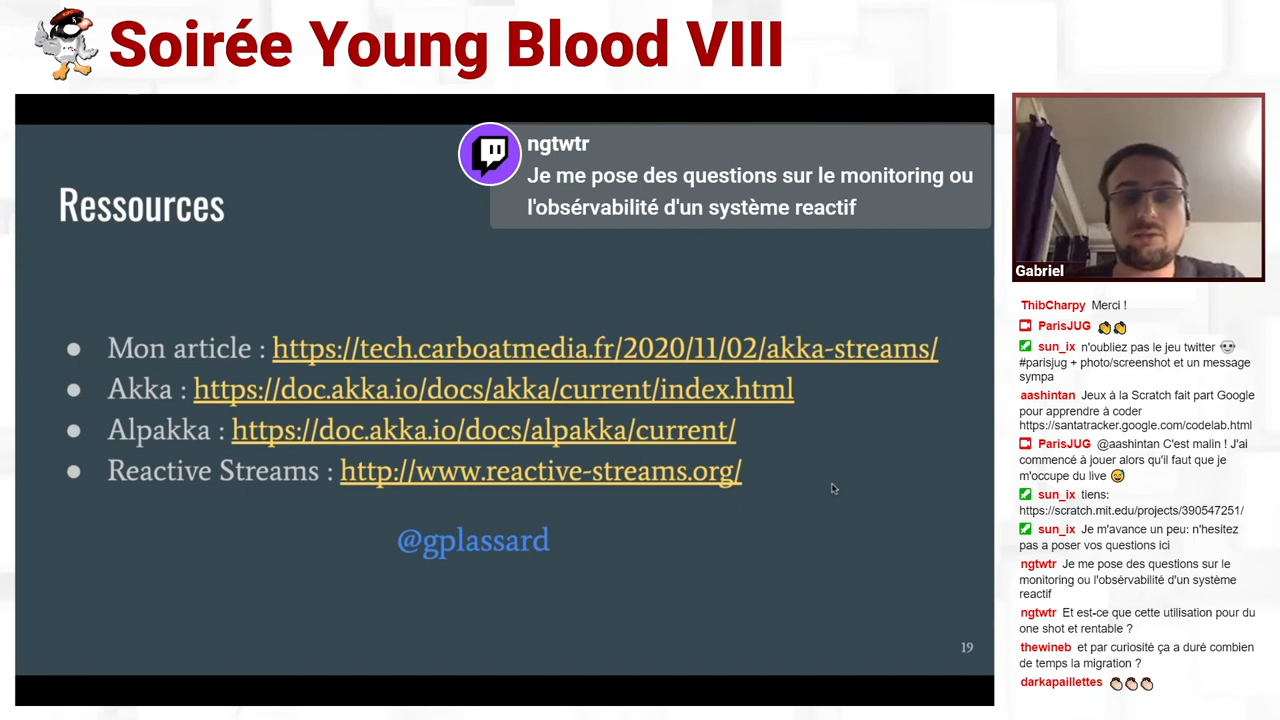 Soirée Young Blood VIII
ngtwtr
Je me pose des questions sur le monitoring ou
l'obsérvabilité d'un système reactif
Ressources
● Mon article : https://tech.carboatmedia.fr/2020/11/02/akka-streams/
● Akka : https://doc.akka.io/docs/akka/current/index.html
● Alpakka : https://doc.akka.io/docs/alpakka/current/
● Reactive Streams : http://www.reactive-streams.org/
@gplassard
19
Gabriel
ThibCharpy Merci !
ParisJUG 👏👏
sun_ix n'oubliez pas le jeu twitter 💀
#parisjug + photo/screenshot et un message
sympa
aashintan Jeux à la Scratch fait part Google
pour apprendre à coder
https://santatracker.google.com/codelab.html
ParisJUG @aashintan C'est malin ! J'ai
commencé à jouer alors qu'il faut que je
m'occupe du live 😅
sun_ix tiens:
https://scratch.mit.edu/projects/390547251/
sun_ix Je m'avance un peu: n'hesitez
pas a poser vos questions ici
ngtwtr Je me pose des questions sur le
monitoring ou l'obsérvabilité d'un système
reactif
ngtwtr Et est-ce que cette utilisation pour du
one shot et rentable ?
thewineb et par curiosité ça a duré combien
de temps la migration ?
darkapaillettes 👏🏻👏🏻👏🏻